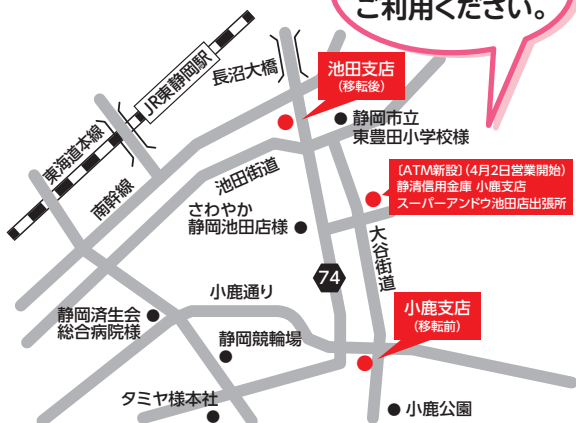 ご利用ください。
JR東静岡駅
長沼大橋
池田支店
(移転後)
静岡市立
東豊田小学校様
東海道本線
南幹線
池田街道
〔ATM新設〕(4月2日営業開始)
静清信用金庫 小鹿支店
スーパーアンドウ池田店出張所
さわやか
静岡池田店様
大谷街道
74
小鹿通り
小鹿支店
(移転前)
静岡済生会
総合病院様
静岡競輪場
タミヤ様本社
小鹿公園